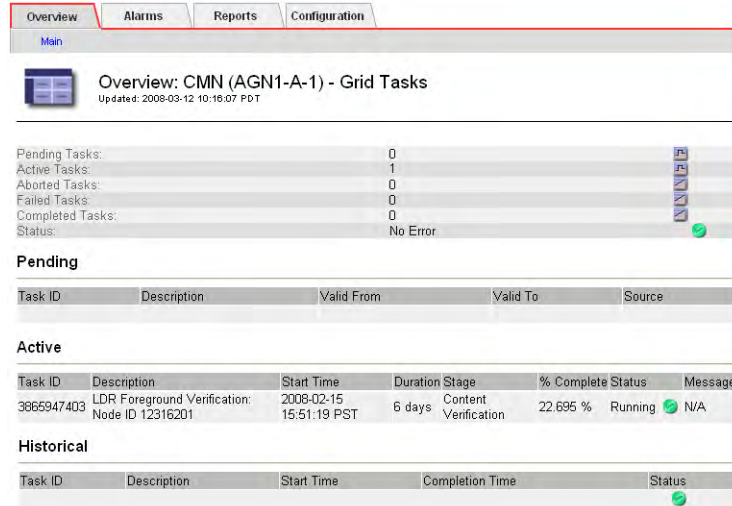 Overview Alarms Reports Configuration
Main
Overview: CMN (AGN1-A-1) - Grid Tasks
Updated: 2008-03-12 10:16:07 PDT
Pending Tasks: 0
Active Tasks: 1
Aborted Tasks: 0
Failed Tasks: 0
Completed Tasks: 0
Status: No Error
Pending
Task ID Description Valid From Valid To Source
Active
Task ID Description Start Time Duration Stage % Complete Status Message
3865947403 LDR Foreground Verification: Node ID 12316201 2008-02-15 15:51:19 PST 6 days Content Verification 22.695 % Running N/A
Historical
Task ID Description Start Time Completion Time Status